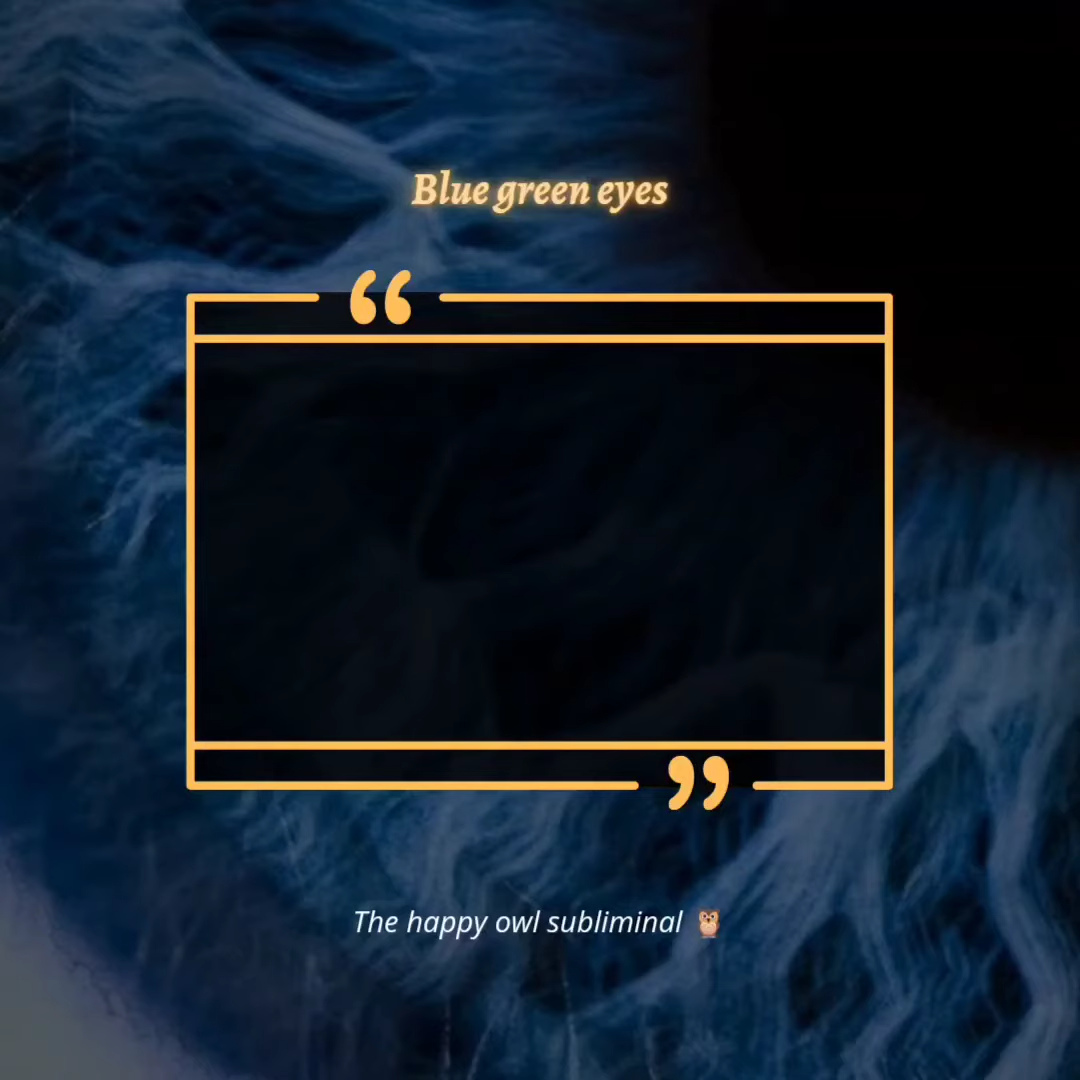 Blue green eyes
“
”
The happy owl subliminal 🦉